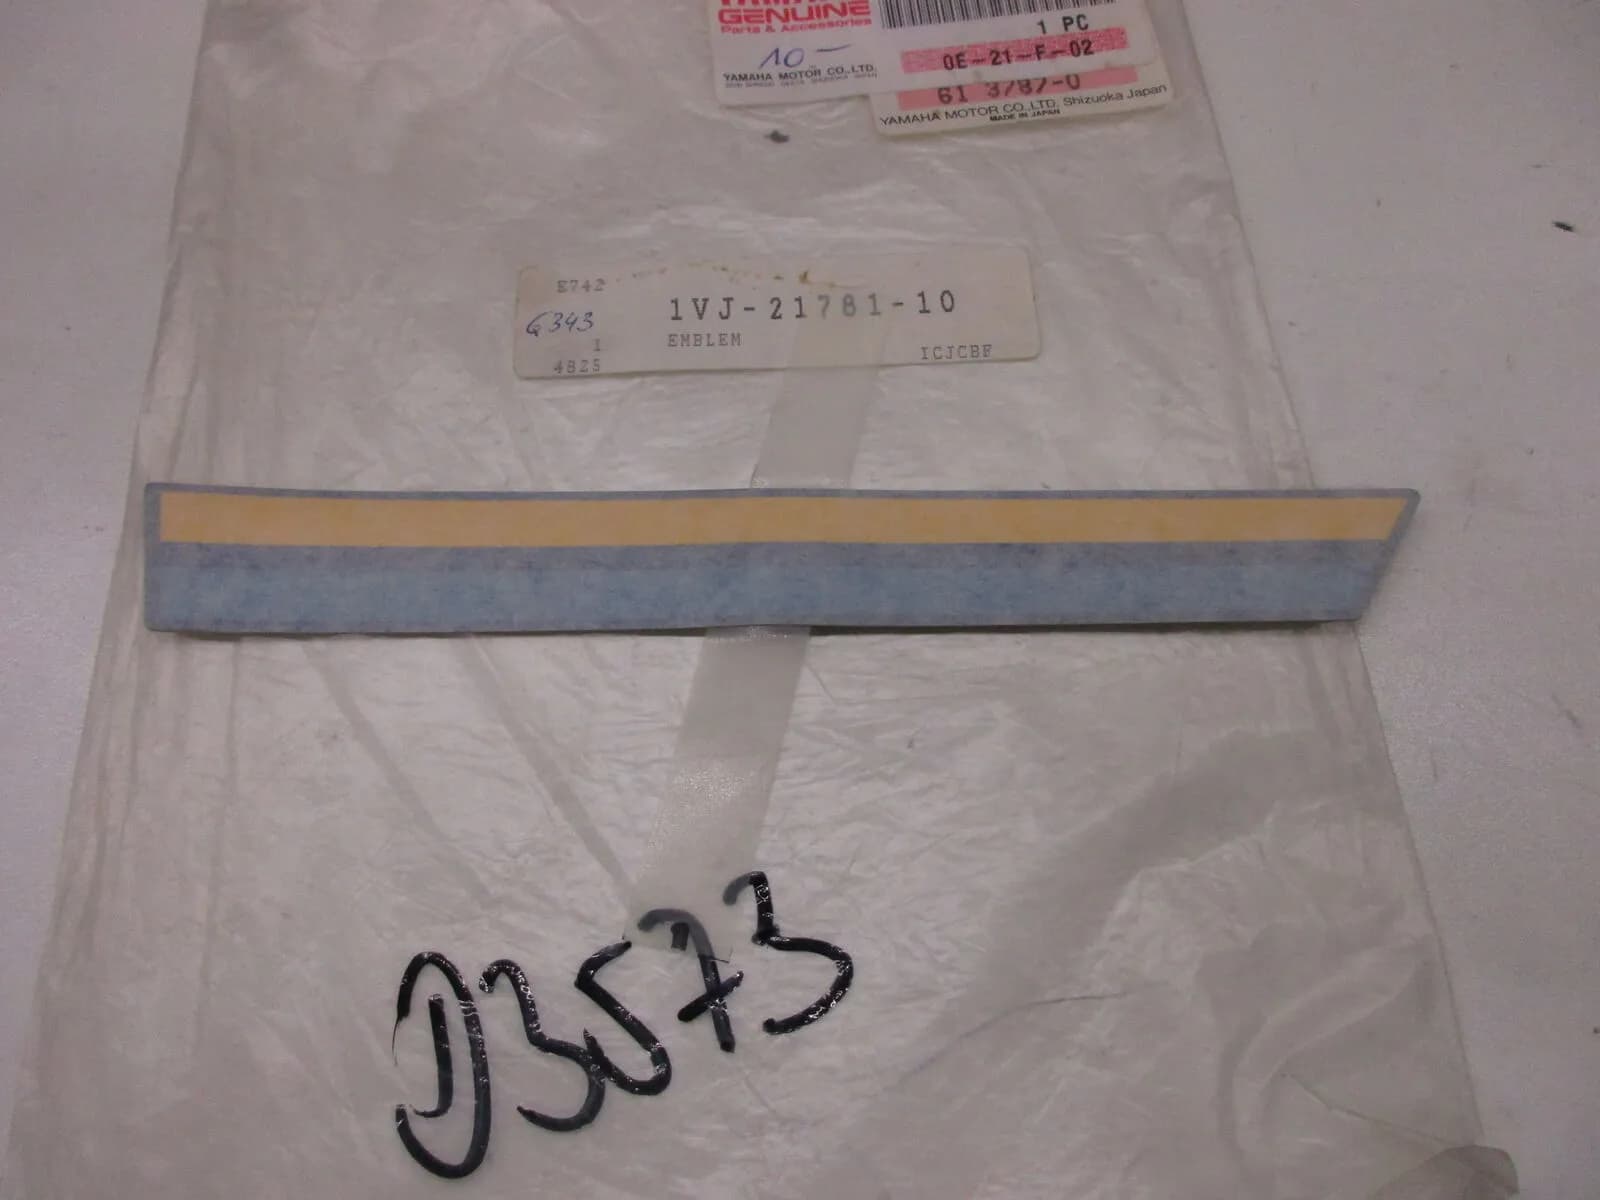 GENUINE
Parts & Accessories
10-
YAMAHA MOTOR CO.,LTD.
1 PC
0E-21-F-02
61 3787-0
YAMAHA MOTOR CO.,LTD. Shizuoka Japan
MADE IN JAPAN
E742
G343
1VJ-21781-10
1
EMBLEM
4825
ICJCBF
D3573